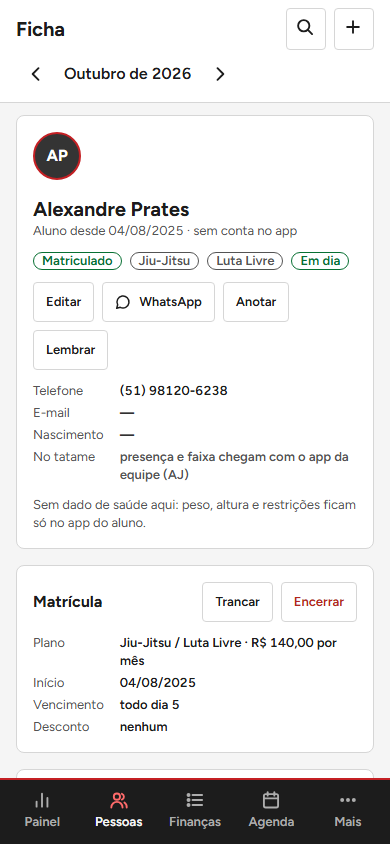 Ficha
Outubro de 2026
AP
Alexandre Prates
Aluno desde 04/08/2025 · sem conta no app
Matriculado Jiu-Jitsu Luta Livre Em dia
Editar WhatsApp Anotar
Lembrar
Telefone (51) 98120-6238
E-mail —
Nascimento —
No tatame presença e faixa chegam com o app da
equipe (AJ)
Sem dado de saúde aqui: peso, altura e restrições ficam
só no app do aluno.
Matrícula Trancar Encerrar
Plano Jiu-Jitsu / Luta Livre · R$ 140,00 por
mês
Início 04/08/2025
Vencimento todo dia 5
Desconto nenhum
Painel Pessoas Finanças Agenda Mais